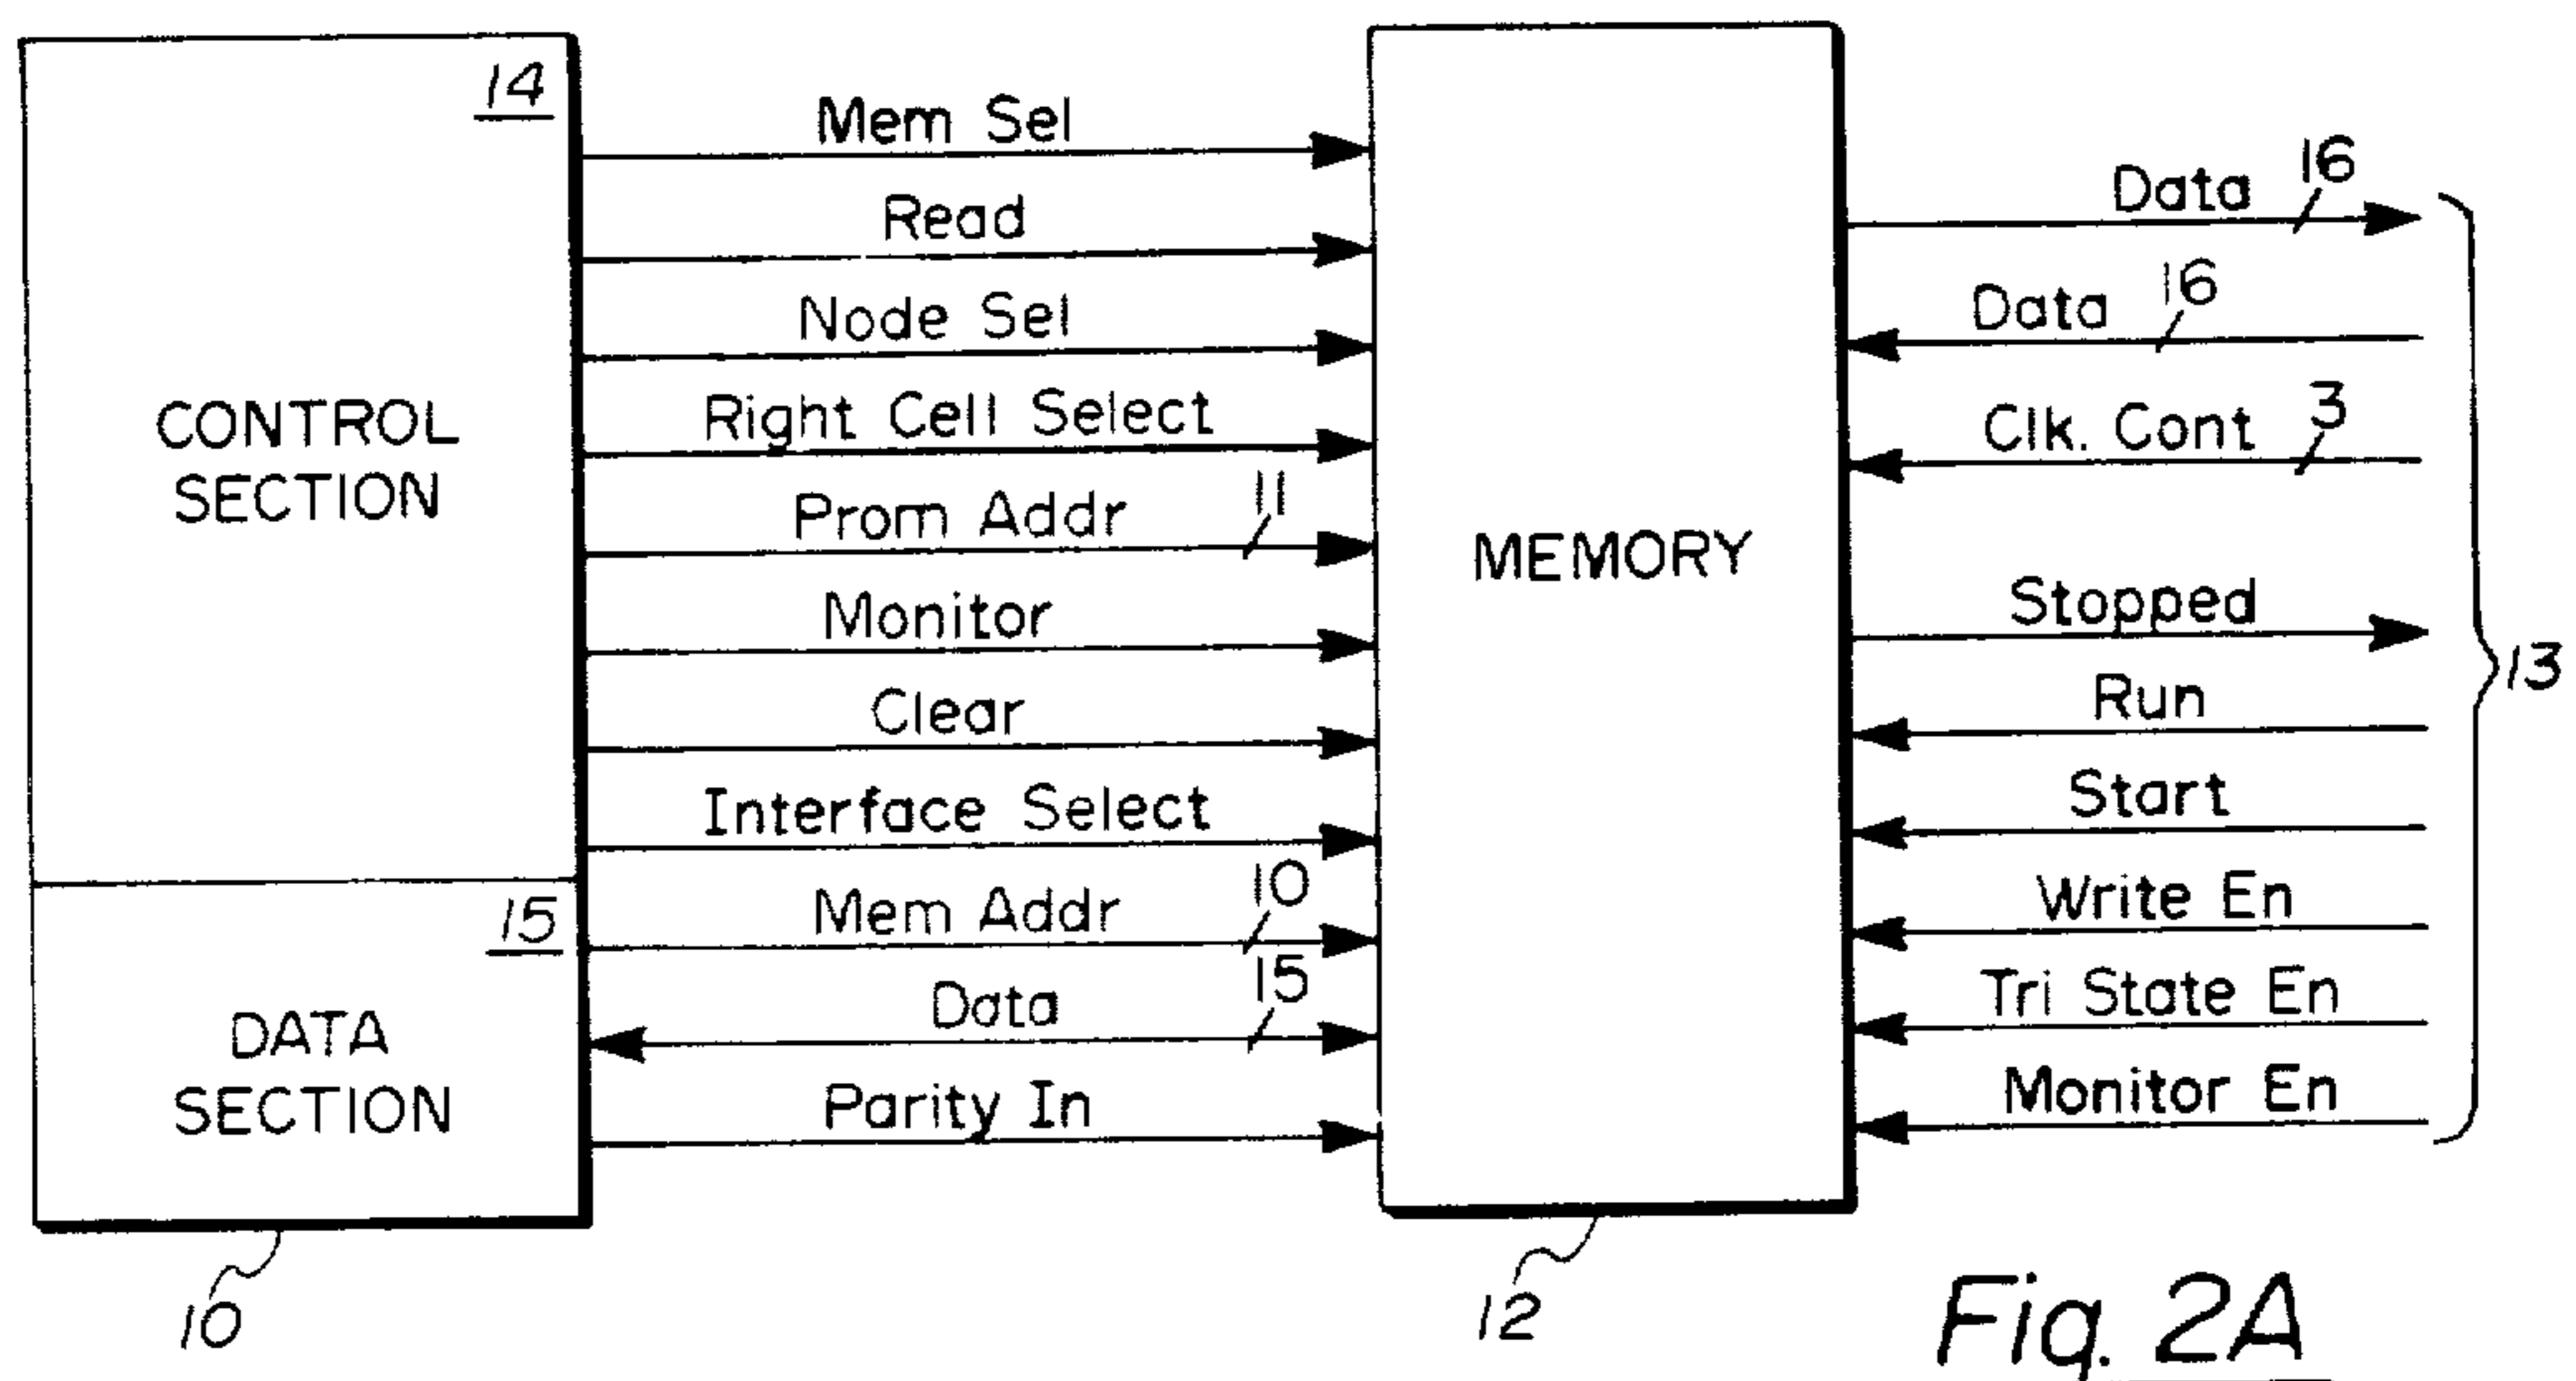 14
CONTROL
SECTION
15
DATA
SECTION
10
Mem Sel
Read
Node Sel
Right Cell Select
Prom Addr 11
Monitor
Clear
Interface Select
Mem Addr 10
Data 15
Parity In
MEMORY
12
Data 16
Data 16
Clk. Cont 3
Stopped
Run
Start
Write En
Tri State En
Monitor En
13
Fig. 2A